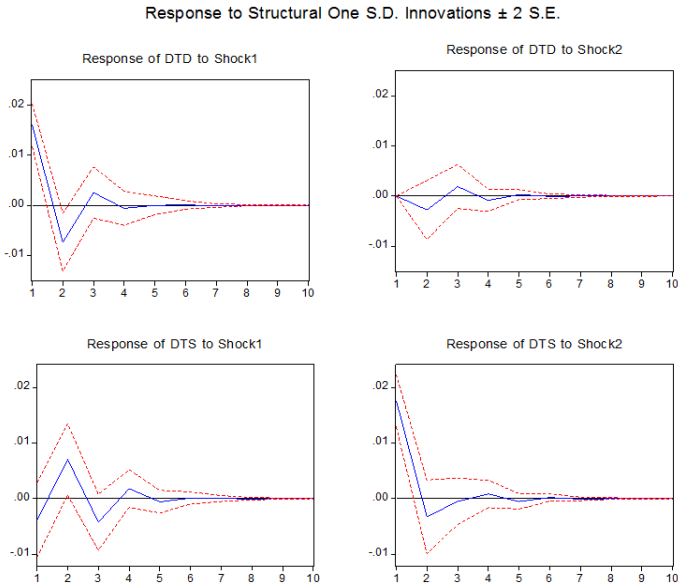 Response to Structural One S.D. Innovations ± 2 S.E.
Response of DTD to Shock1
.02
.01
.00
-.01
1 2 3 4 5 6 7 8 9 10
Response of DTD to Shock2
.02
.01
.00
-.01
1 2 3 4 5 6 7 8 9 10
Response of DTS to Shock1
.02
.01
.00
-.01
1 2 3 4 5 6 7 8 9 10
Response of DTS to Shock2
.02
.01
.00
-.01
1 2 3 4 5 6 7 8 9 10